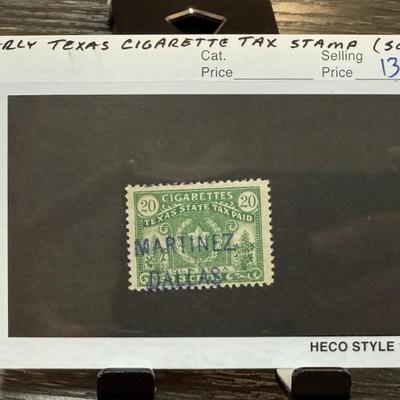 RLY TEXAS CIGARETTE TAX STAMP (SC
Cat. Selling
Price Price 13
20 CIGARETTES 20
TEXAS STATE TAX PAID
MARTINEZ
DALLAS
HECO STYLE